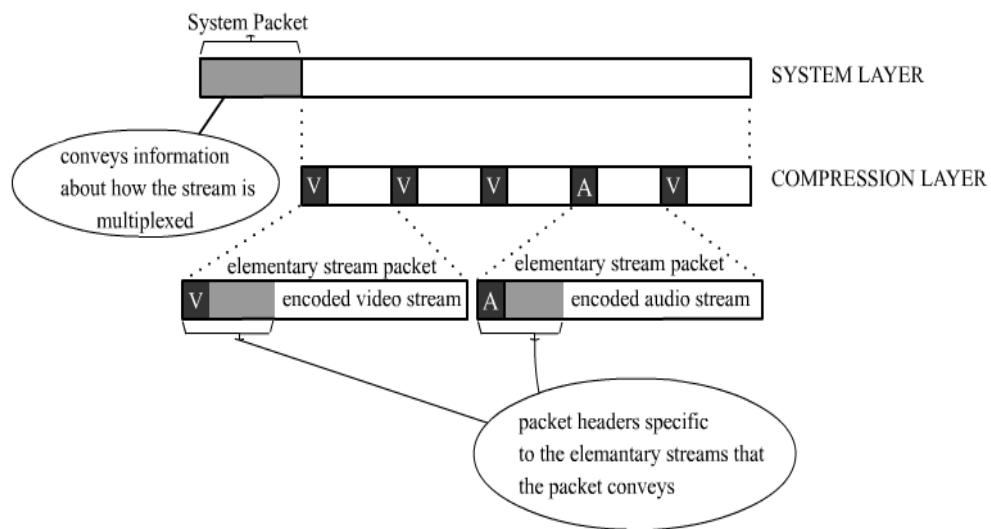 System Packet
SYSTEM LAYER
conveys information
about how the stream is
multiplexed
V
V
V
A
V
COMPRESSION LAYER
elementary stream packet
elementary stream packet
V
encoded video stream
A
encoded audio stream
packet headers specific
to the elemantary streams that
the packet conveys